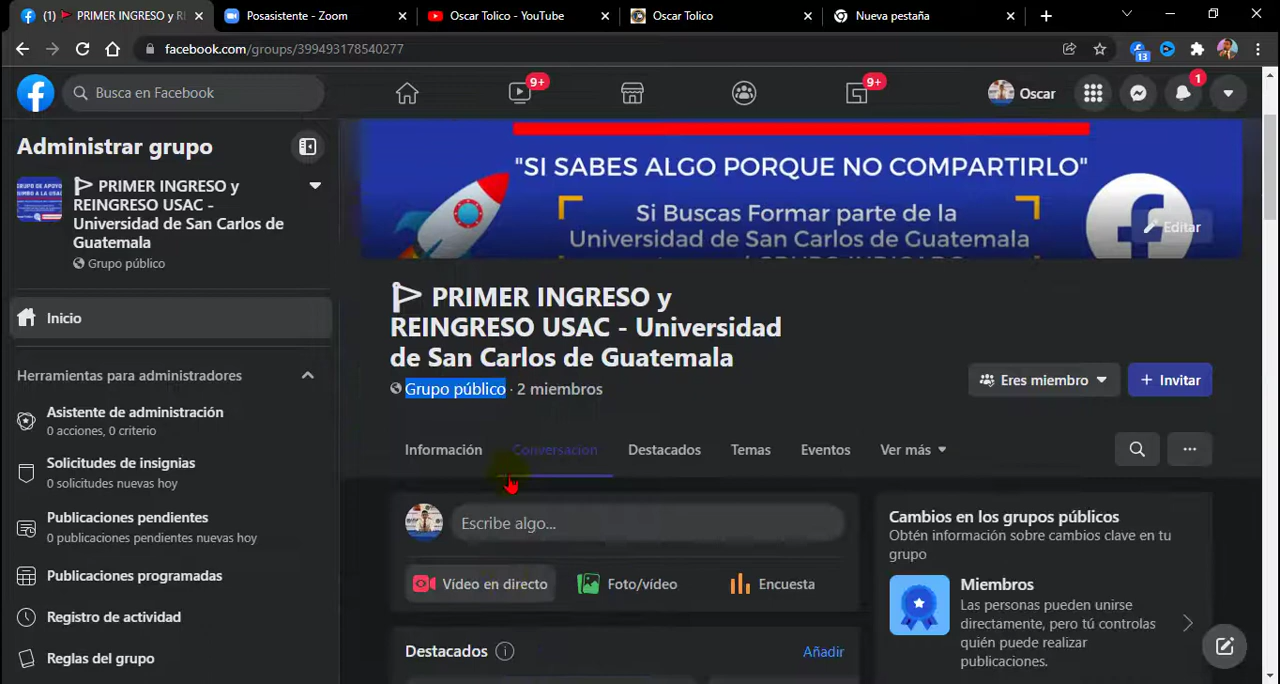 (1) PRIMER INGRESO y RI
Posasistente - Zoom
Oscar Tolico - YouTube
Oscar Tolico
Nueva pestaña
facebook.com/groups/399493178540277
13
Busca en Facebook
9+
9+
Oscar
1
Administrar grupo
PRIMER INGRESO y
REINGRESO USAC -
Universidad de San Carlos de
Guatemala
Grupo público
Inicio
Herramientas para administradores
Asistente de administración
0 acciones, 0 criterio
Solicitudes de insignias
0 solicitudes nuevas hoy
Publicaciones pendientes
0 publicaciones pendientes nuevas hoy
Publicaciones programadas
Registro de actividad
Reglas del grupo
"SI SABES ALGO PORQUE NO COMPARTIRLO"
Si Buscas Formar parte de la
Universidad de San Carlos de Guatemala
Editar
PRIMER INGRESO y
REINGRESO USAC - Universidad
de San Carlos de Guatemala
Grupo público · 2 miembros
Eres miembro
+ Invitar
Información
Conversación
Destacados
Temas
Eventos
Ver más
Escribe algo...
Vídeo en directo
Foto/vídeo
Encuesta
Destacados
Añadir
Cambios en los grupos públicos
Obtén información sobre cambios clave en tu
grupo
Miembros
Las personas pueden unirse
directamente, pero tú controlas
quién puede realizar
publicaciones.